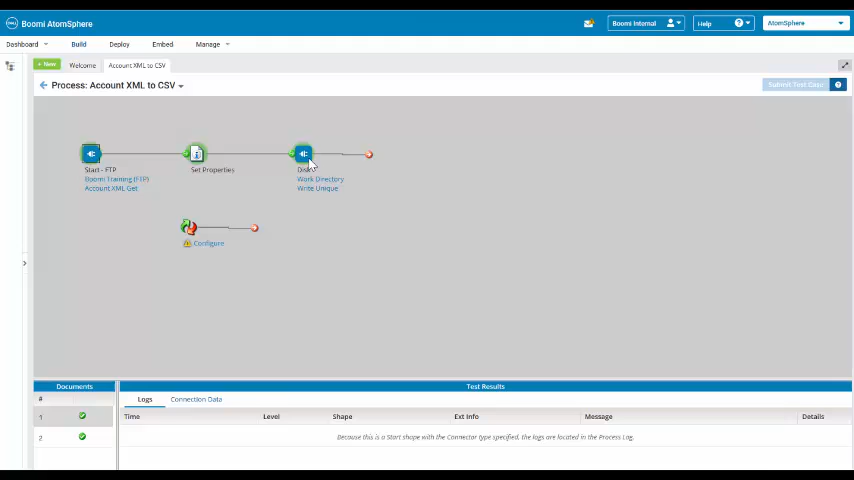 Boomi AtomSphere
Boomi Internal
Help
AtomSphere
Dashboard
Build
Deploy
Embed
Manage
+ New
Welcome
Account XML to CSV
Process: Account XML to CSV
Submit Test Case
Start - FTP
Boomi Training (FTP)
Account XML Get
Set Properties
Disk
Work Directory
Write Unique
Configure
Documents
Test Results
#
Logs
Connection Data
Time
Level
Shape
Ext Info
Message
Details
1
2
Because this is a Start shape with the Connector type specified, the logs are located in the Process Log.